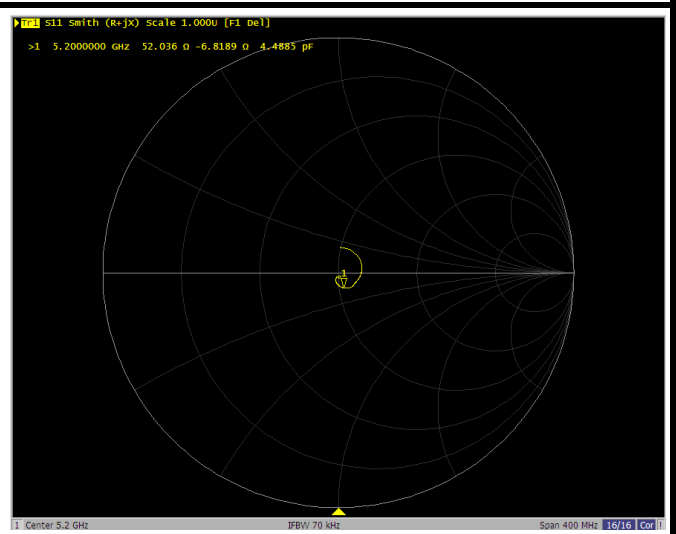 Tr1 S11 Smith (R+jX) Scale 1.000U [F1 Del]
>1 5.2000000 GHz 52.036 Ω -6.8189 Ω 4.4885 pF
1
1 Center 5.2 GHz IFBW 70 kHz Span 400 MHz 16/16 Cor !